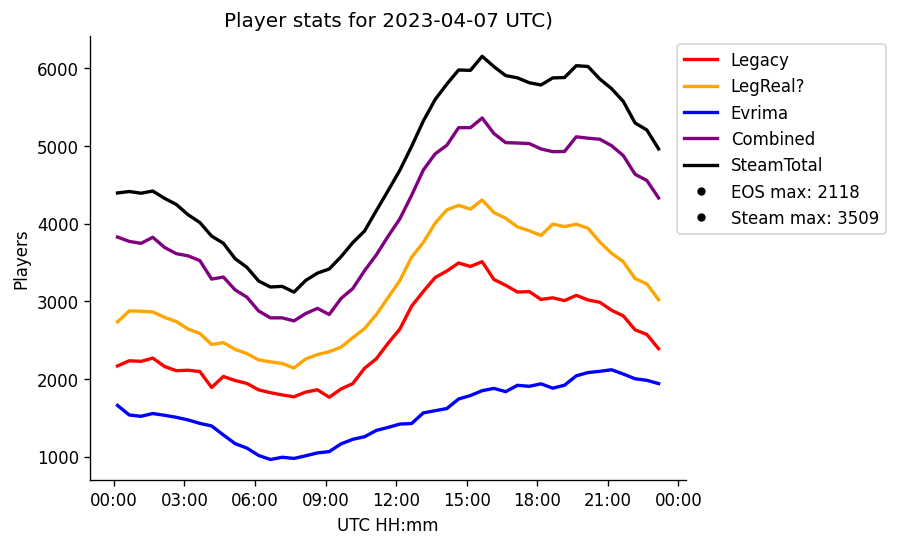 Player stats for 2023-04-07 UTC)
Players
6000
5000
4000
3000
2000
1000
00:00 03:00 06:00 09:00 12:00 15:00 18:00 21:00 00:00
UTC HH:mm
Legacy
LegReal?
Evrima
Combined
SteamTotal
EOS max: 2118
Steam max: 3509